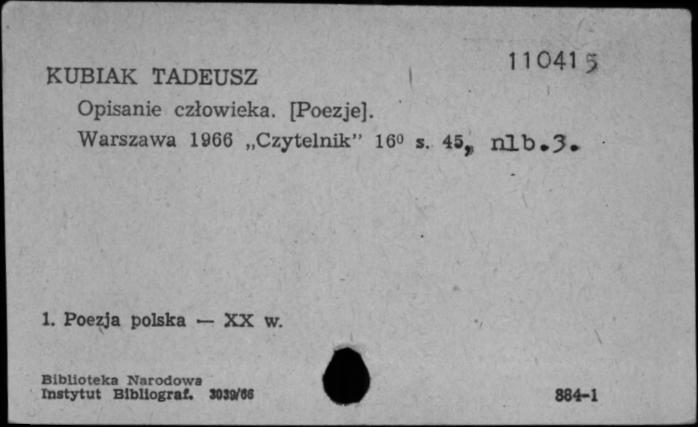 110415
KUBIAK TADEUSZ
Opisanie człowieka. [Poezje].
Warszawa 1966 „Czytelnik” 16⁰ s. 45, nlb.3.
1. Poezja polska — XX w.
Biblioteka Narodowa
Instytut Bibliograf. 3039/66
884-1